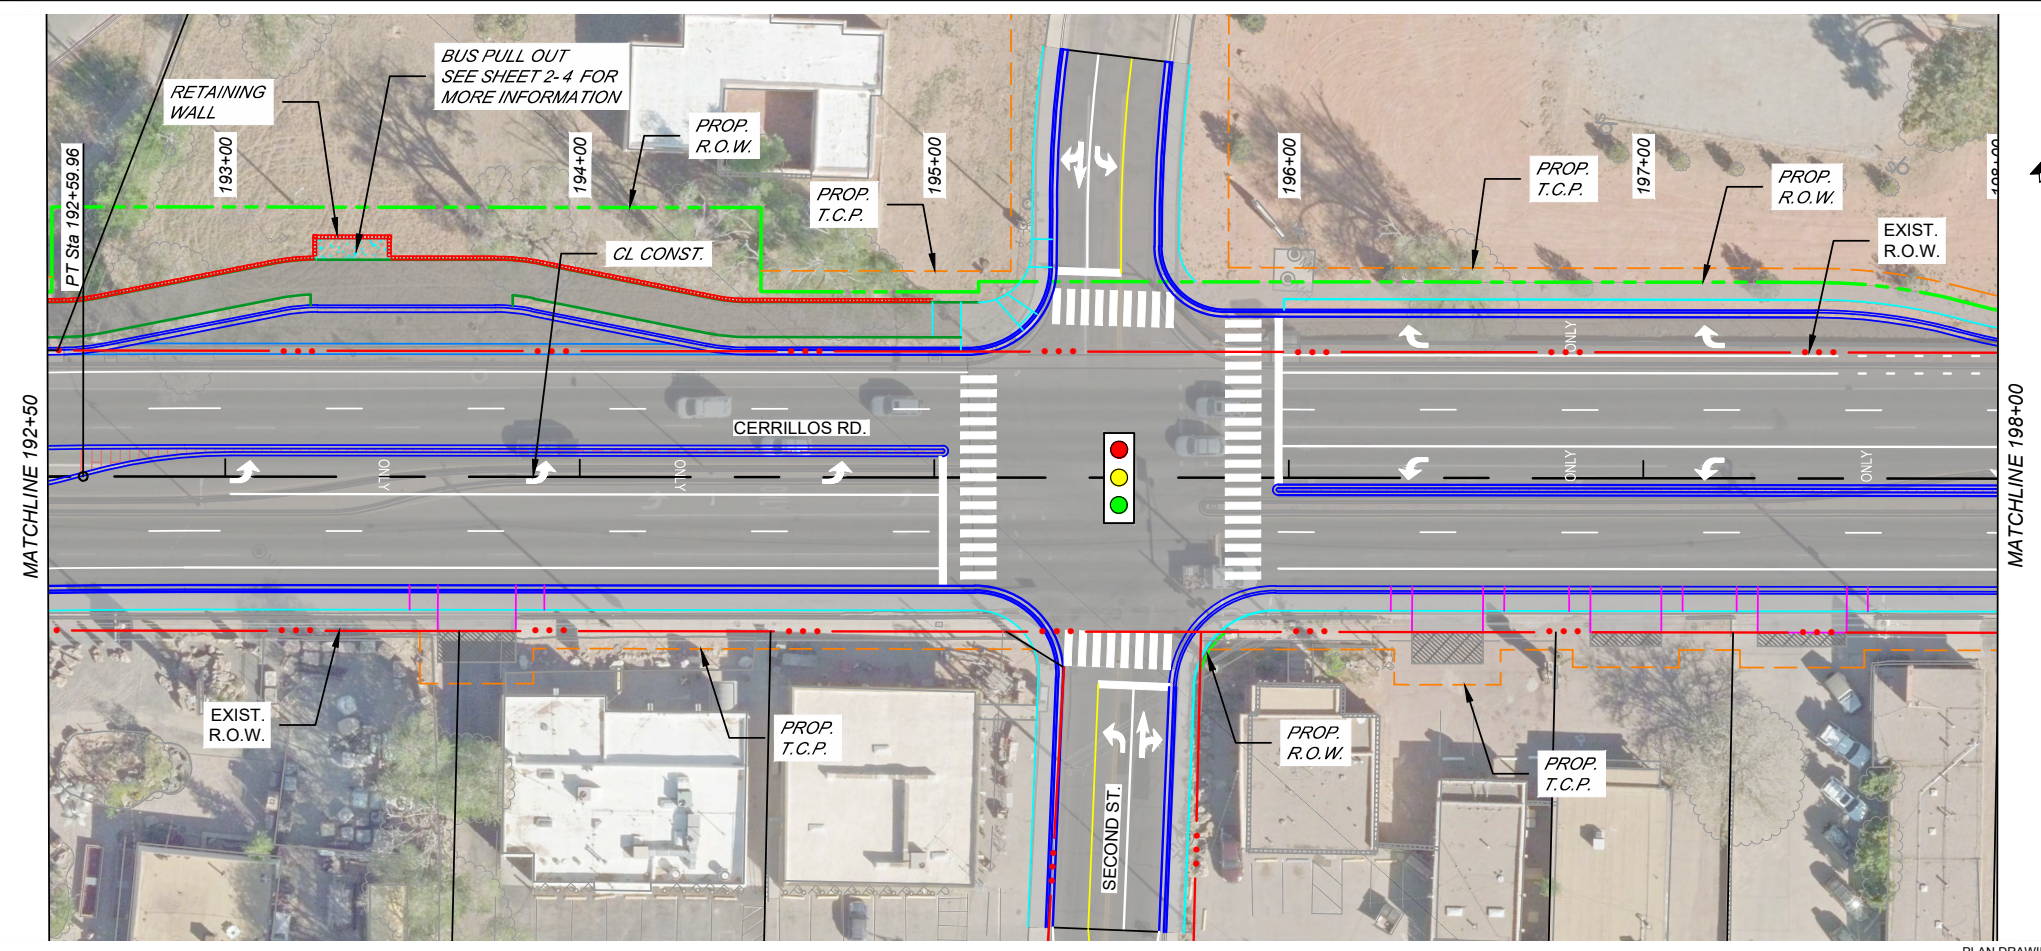 BUS PULL OUT
SEE SHEET 2-4 FOR
MORE INFORMATION
RETAINING
WALL
PROP.
R.O.W.
PROP.
T.C.P.
PROP.
T.C.P.
PROP.
R.O.W.
EXIST.
R.O.W.
PT Sta 192+59.96
193+00
194+00
195+00
196+00
197+00
198+00
CL CONST.
CERRILLOS RD.
MATCHLINE 192+50
MATCHLINE 198+00
ONLY
ONLY
ONLY
ONLY
ONLY
EXIST.
R.O.W.
PROP.
T.C.P.
PROP.
R.O.W.
PROP.
T.C.P.
SECOND ST.